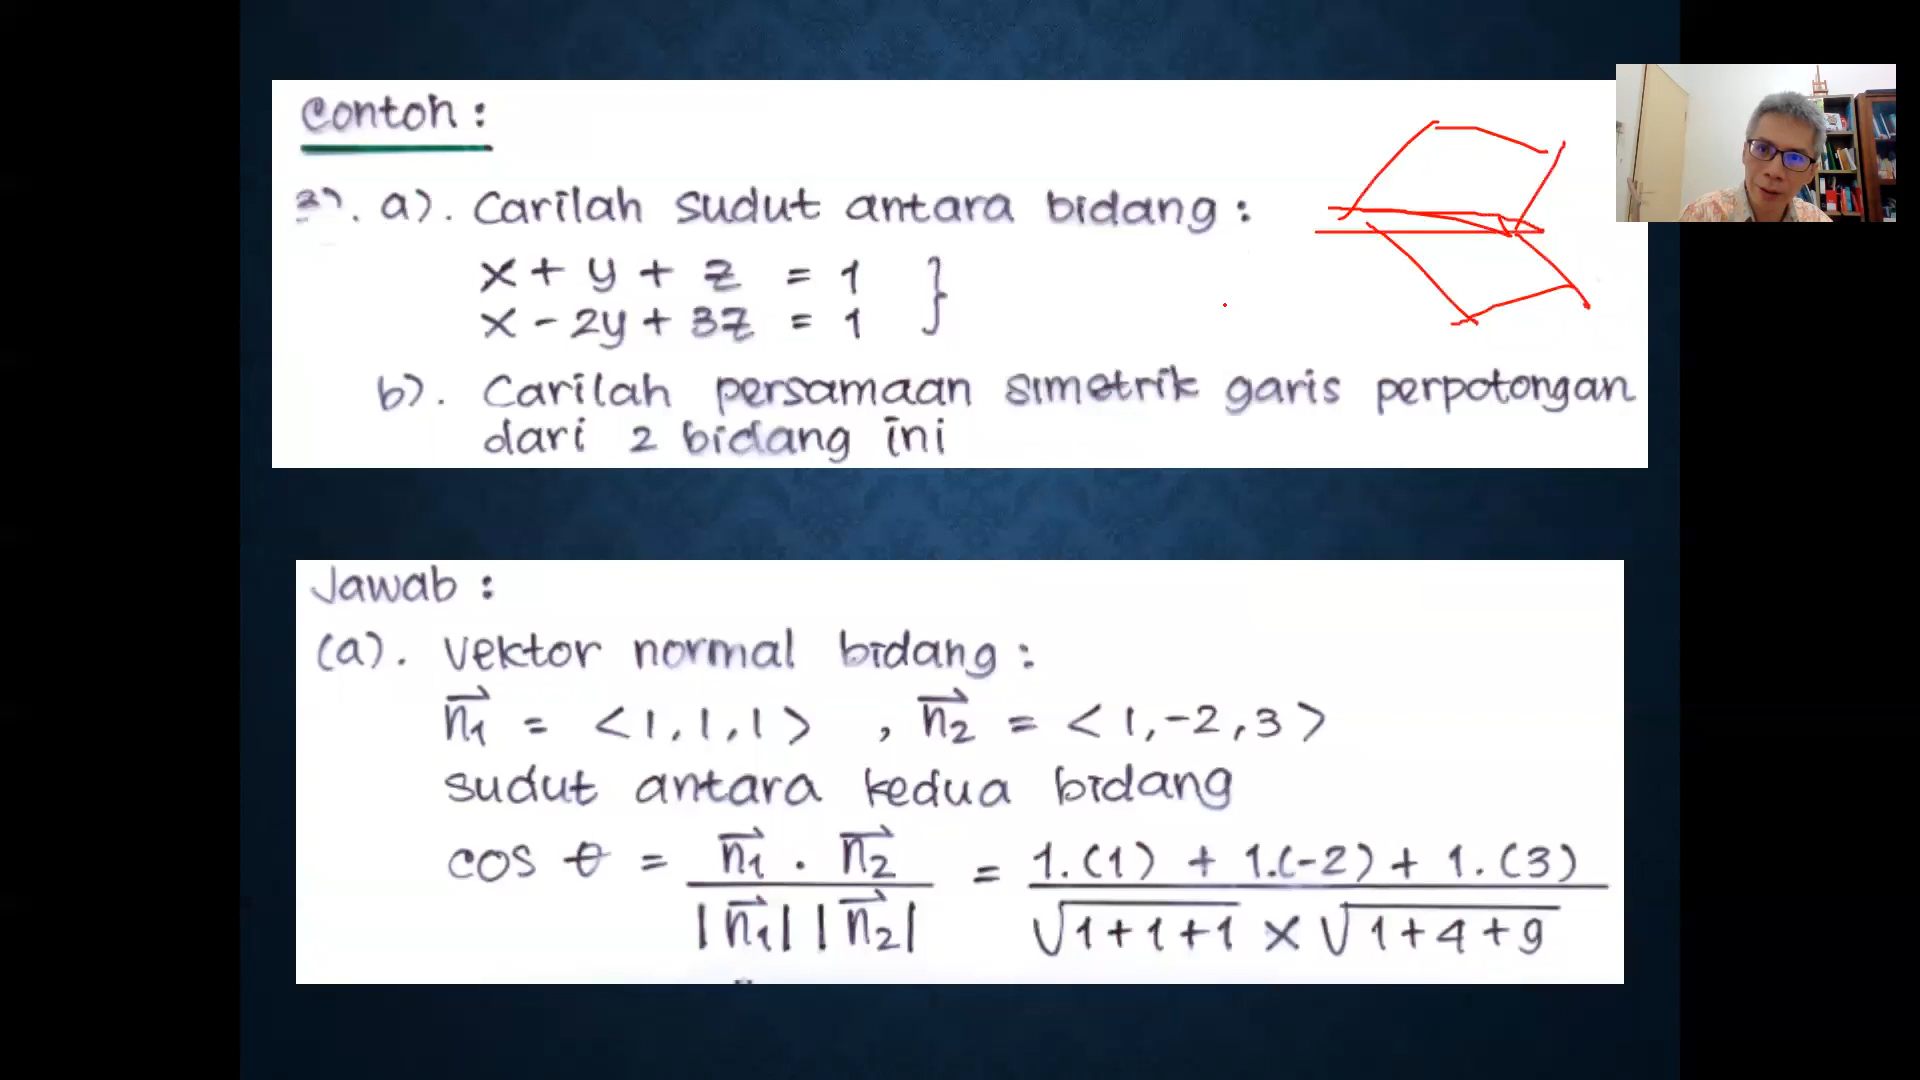 Contoh :
a). Carilah sudut antara bidang :
x + y + z = 1
x - 2y + 3z = 1
b). Carilah persamaan simetrik garis perpotongan
dari 2 bidang ini
Jawab :
(a). Vektor normal bidang :
n₁⃗ = <1,1,1> , n₂⃗ = <1,-2,3>
sudut antara kedua bidang
cos θ = n₁⃗ . n₂⃗ / |n₁⃗| |n₂⃗| = 1.(1) + 1.(-2) + 1.(3) / √1+1+1 × √1+4+9